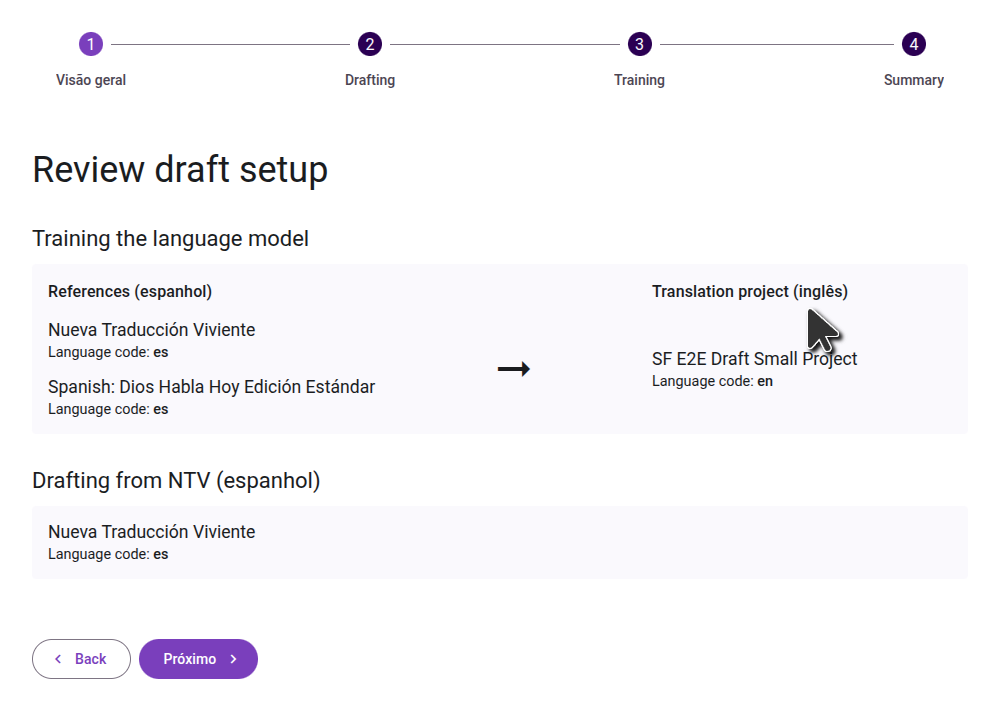 1
2
3
4
Visão geral
Drafting
Training
Summary
Review draft setup
Training the language model
References (espanhol)
Translation project (inglês)
Nueva Traducción Viviente
Language code: es
Spanish: Dios Habla Hoy Edición Estándar
Language code: es
SF E2E Draft Small Project
Language code: en
Drafting from NTV (espanhol)
Nueva Traducción Viviente
Language code: es
Back
Próximo